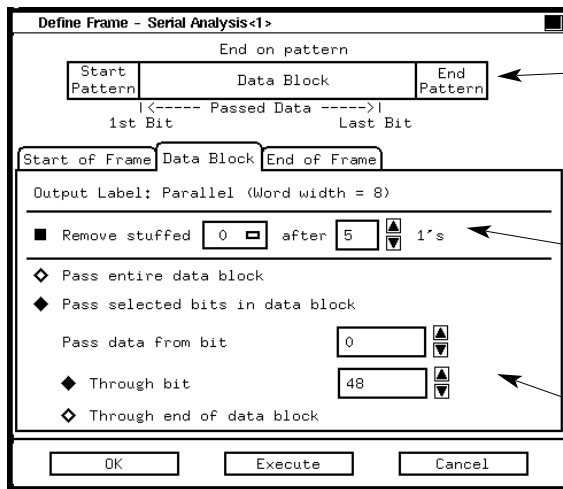 Define Frame - Serial Analysis<1>
End on pattern
Start Pattern
Data Block
End Pattern
|<----- Passed Data ----->|
1st Bit
Last Bit
Start of Frame
Data Block
End of Frame
Output Label: Parallel (Word width = 8)
Remove stuffed 0 after 5 1's
Pass entire data block
Pass selected bits in data block
Pass data from bit 0
Through bit 48
Through end of data block
OK
Execute
Cancel